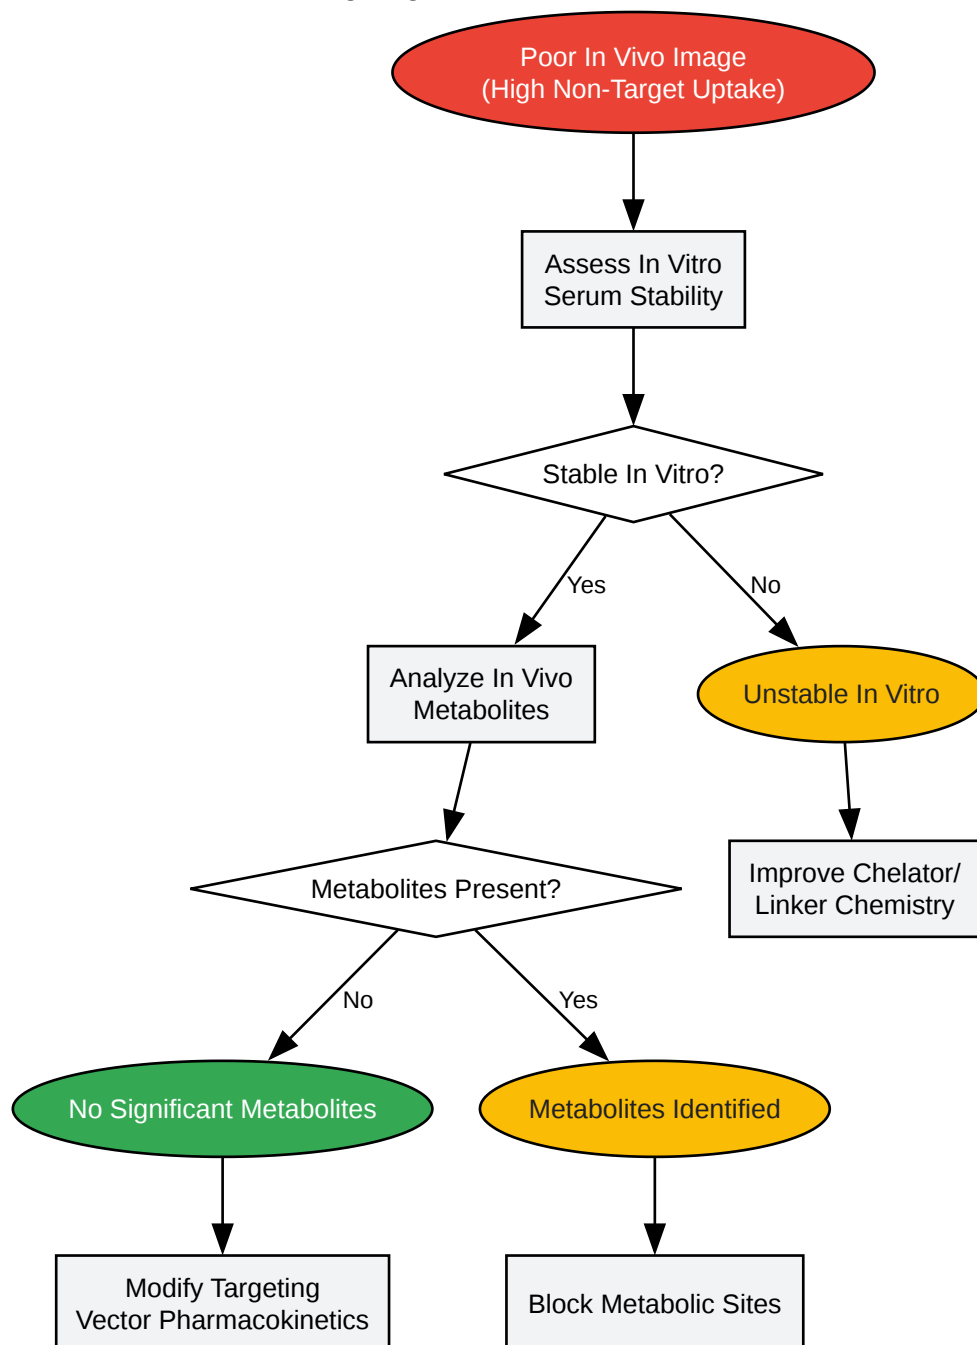 Poor In Vivo Image
(High Non-Target Uptake)
Assess In Vitro
Serum Stability
Stable In Vitro?
Yes
No
Analyze In Vivo
Metabolites
Unstable In Vitro
Metabolites Present?
Improve Chelator/
Linker Chemistry
No
Yes
No Significant Metabolites
Metabolites Identified
Modify Targeting
Vector Pharmacokinetics
Block Metabolic Sites